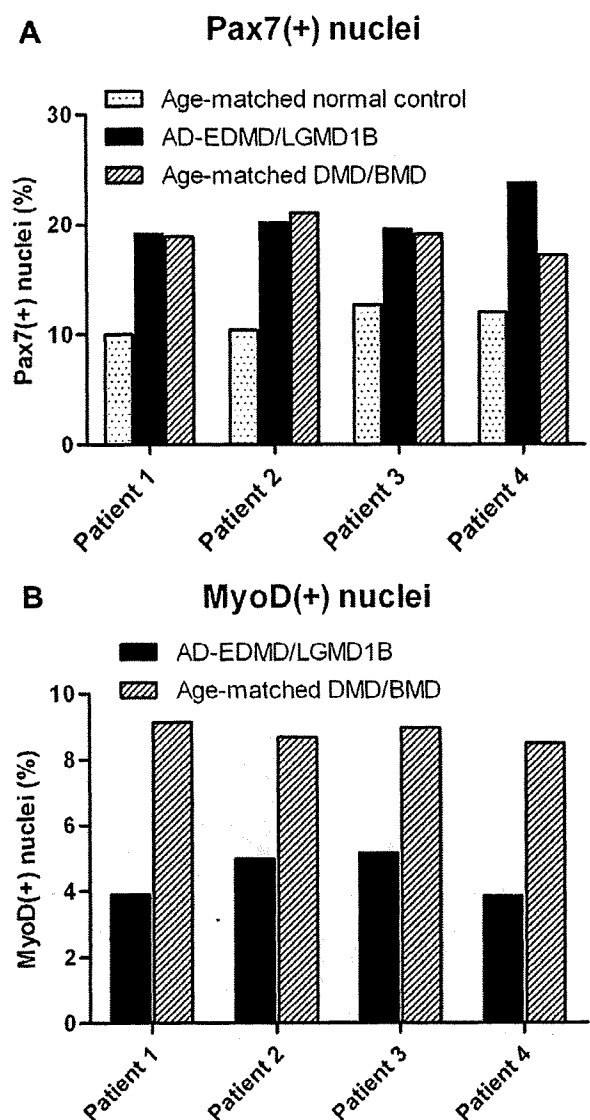 A
Pax7(+) nuclei
Age-matched normal control
AD-EDMD/LGMD1B
Age-matched DMD/BMD
Pax7(+) nuclei (%)
30
20
10
0
Patient 1
Patient 2
Patient 3
Patient 4
B
MyoD(+) nuclei
AD-EDMD/LGMD1B
Age-matched DMD/BMD
MyoD(+) nuclei (%)
10
8
6
4
2
0
Patient 1
Patient 2
Patient 3
Patient 4